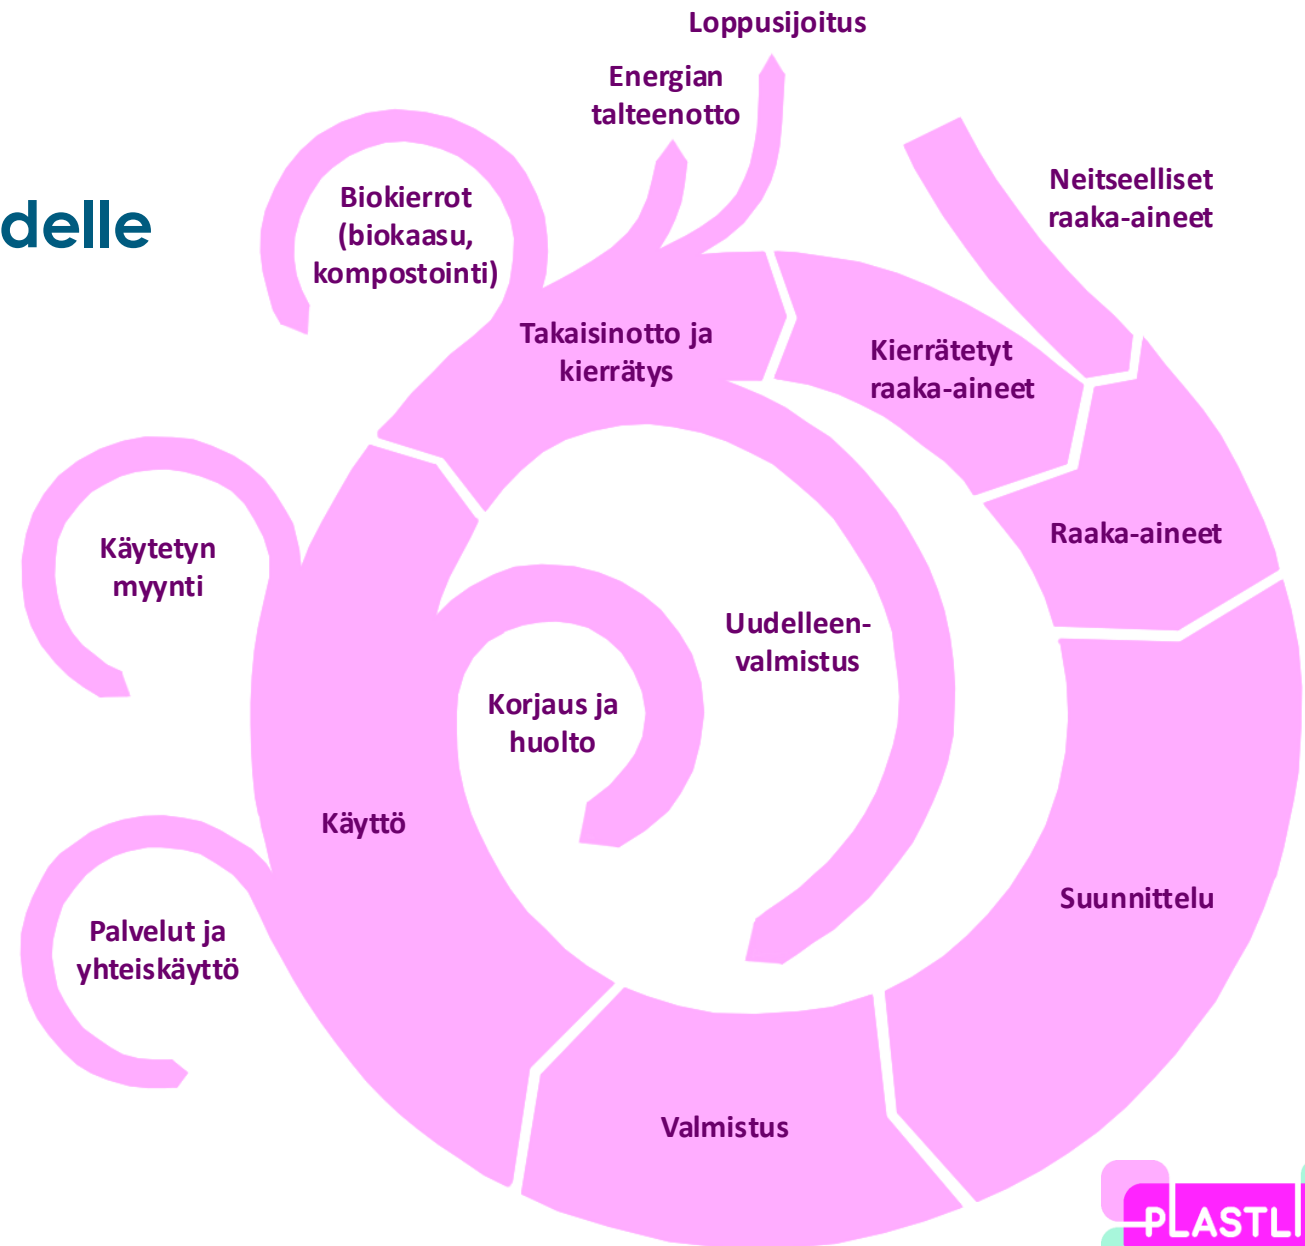 Loppusijoitus
Energian
talteenotto
Neitseelliset
raaka-aineet
Biokierrot
(biokaasu,
kompostointi)
delle
Takaisinotto ja
kierrätys
Kierrätetyt
raaka-aineet
Raaka-aineet
Käytetyn
myynti
Uudelleen-
valmistus
Korjaus ja
huolto
Käyttö
Suunnittelu
Palvelut ja
yhteiskäyttö
Valmistus
PLASTLI